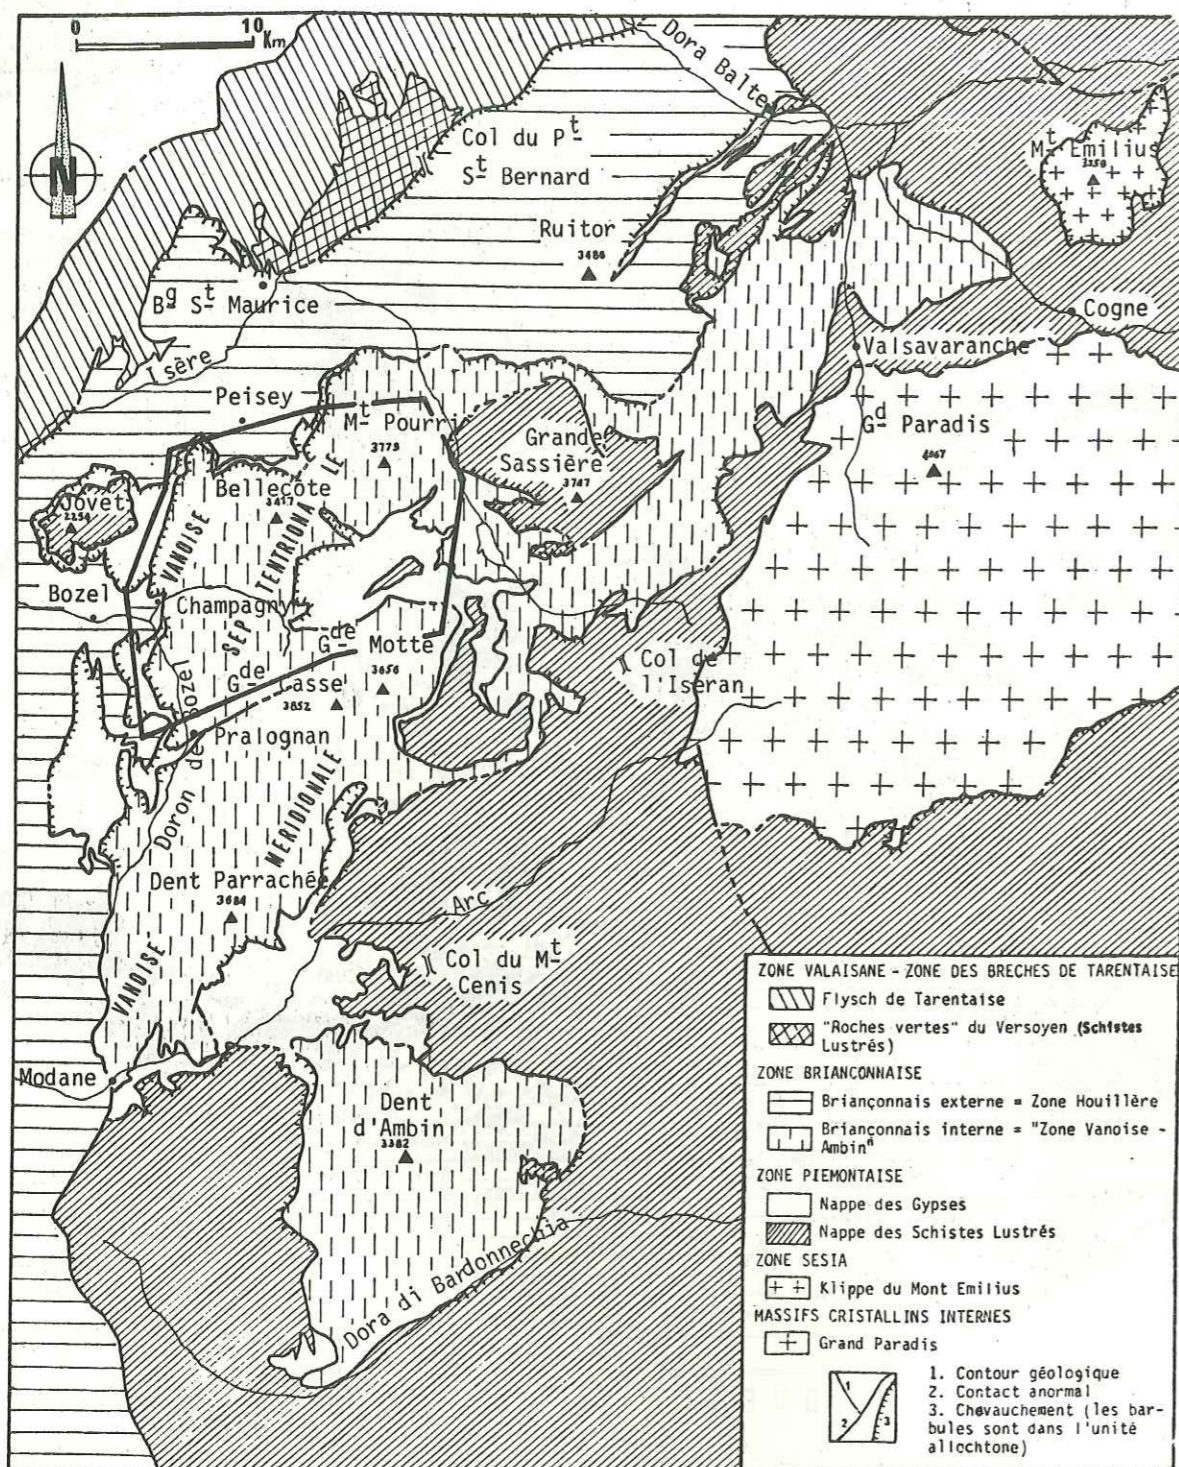 0 10
Km
Dora Baltea
N
Col du Pt
St Bernard
Mt Emilius
Ruitor
3486
Bg St Maurice
Cogne
Valsavaranche
Isère
Peisey
Mt Pourri
3779
Gd Paradis
4061
Grande
Sassière
3747
Bellecôte
3417
Jovet
VANOISE
SEPTENTRIONALE
Bozel
Champagny
Gde Motte
3656
Col de
l'Iseran
Gde Casse
3852
Pralognan
Doron de Bozel
MERIDIONALE
Dent Parrachée
3684
VANOISE
Arc
Col du Mt
Cenis
Modane
Dent
d'Ambin
3382
Dora di Bardonnechia
ZONE VALAISANE - ZONE DES BRECHES DE TARENTAISE
Flysch de Tarentaise
"Roches vertes" du Versoyen (Schistes
Lustrés)
ZONE BRIANCONNAISE
Briançonnais externe = Zone Houillère
Briançonnais interne = "Zone Vanoise -
Ambin"
ZONE PIEMONTAISE
Nappe des Gypses
Nappe des Schistes Lustrés
ZONE SESIA
Klippe du Mont Emilius
MASSIFS CRISTALLINS INTERNES
Grand Paradis
1
2
3
1. Contour géologique
2. Contact anormal
3. Chevauchement (les bar-
bules sont dans l'unité
allochtone)